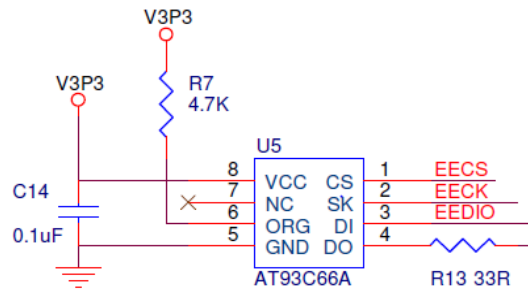 V3P3
V3P3
R7
4.7K
C14
0.1uF
U5
8 VCC CS 1 EECS
7 NC SK 2 EECK
6 ORG DI 3 EEDIO
5 GND DO 4
AT93C66A
R13 33R